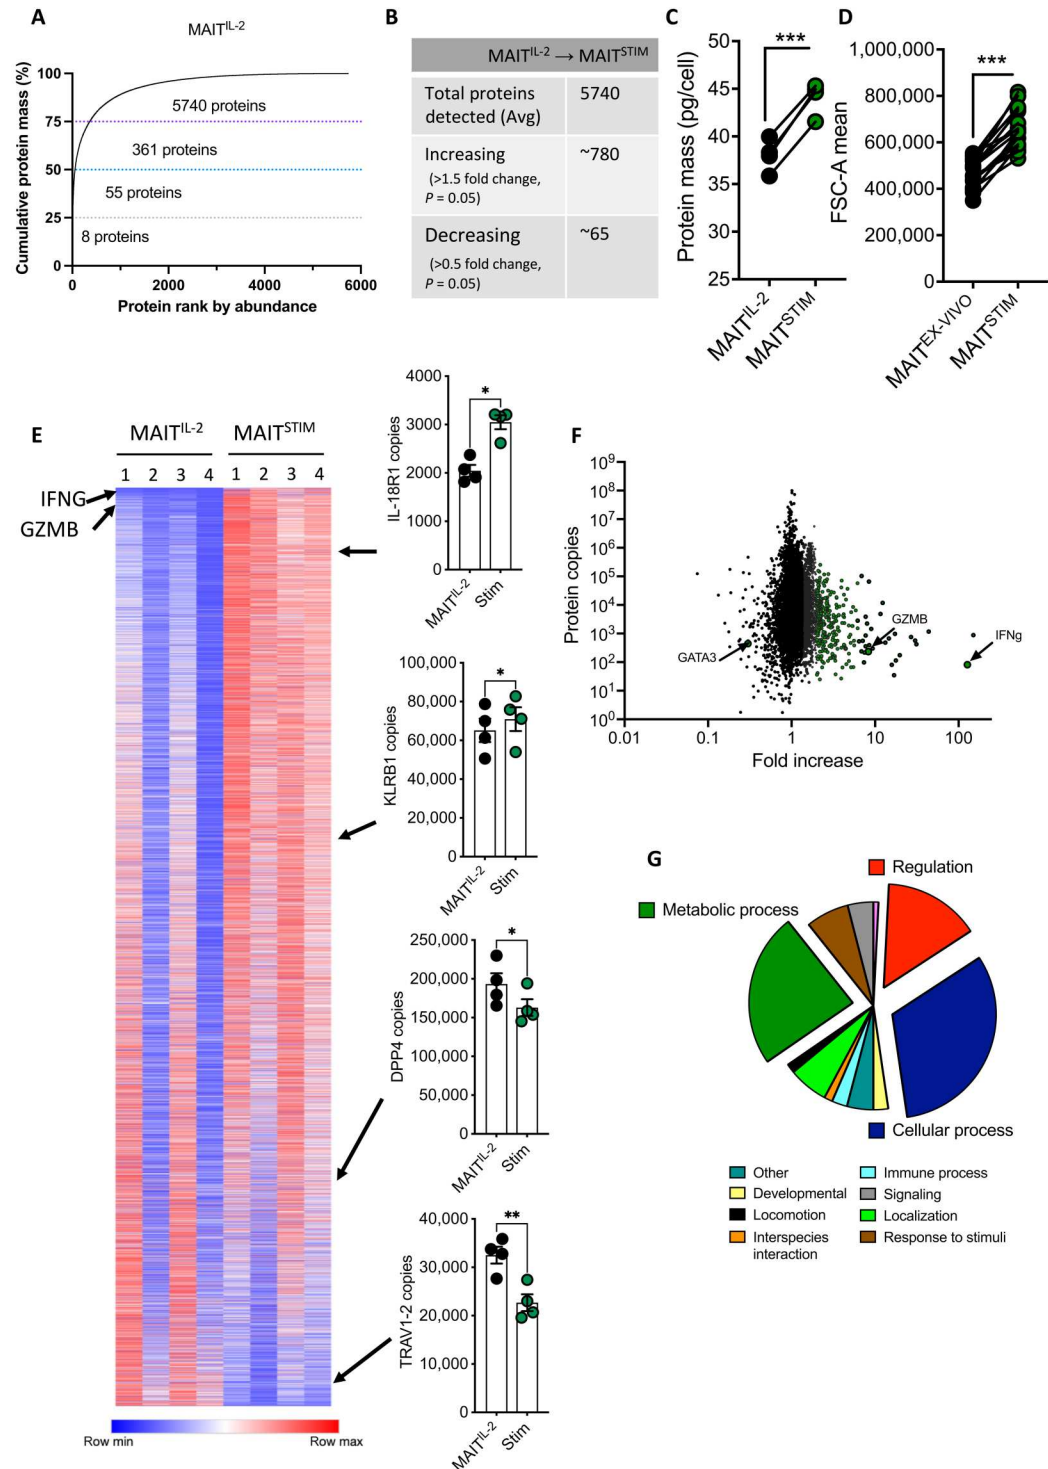 A
MAIT^IL-2
Cumulative protein mass (%)
100
75
50
25
0
5740 proteins
361 proteins
55 proteins
8 proteins
0
2000
4000
6000
Protein rank by abundance
B
MAIT^IL-2 → MAIT^STIM
Total proteins
detected (Avg)
5740
Increasing
~780
(>1.5 fold change,
P = 0.05)
Decreasing
~65
(>0.5 fold change,
P = 0.05)
C
Protein mass (pg/cell)
50
45
40
35
30
25
***
MAIT^IL-2
MAIT^STIM
D
FSC-A mean
1,000,000
800,000
600,000
400,000
200,000
0
***
MAIT^EX-VIVO
MAIT^STIM
E
MAIT^IL-2
MAIT^STIM
1 2 3 4 1 2 3 4
IFNG
GZMB
Row min
Row max
IL-18R1 copies
4000
3000
2000
1000
0
*
MAIT^IL-2
Stim
KLRB1 copies
100,000
80,000
60,000
40,000
20,000
0
*
MAIT^IL-2
Stim
DPP4 copies
250,000
200,000
150,000
100,000
50,000
0
*
MAIT^IL-2
Stim
TRAV1-2 copies
40,000
30,000
20,000
10,000
0
**
MAIT^IL-2
Stim
F
Protein copies
10^9
10^8
10^7
10^6
10^5
10^4
10^3
10^2
10^1
10^0
GATA3
GZMB
IFNg
0.01
0.1
1
10
100
Fold increase
G
Regulation
Metabolic process
Cellular process
Other
Immune process
Developmental
Signaling
Locomotion
Localization
Interspecies
interaction
Response to stimuli